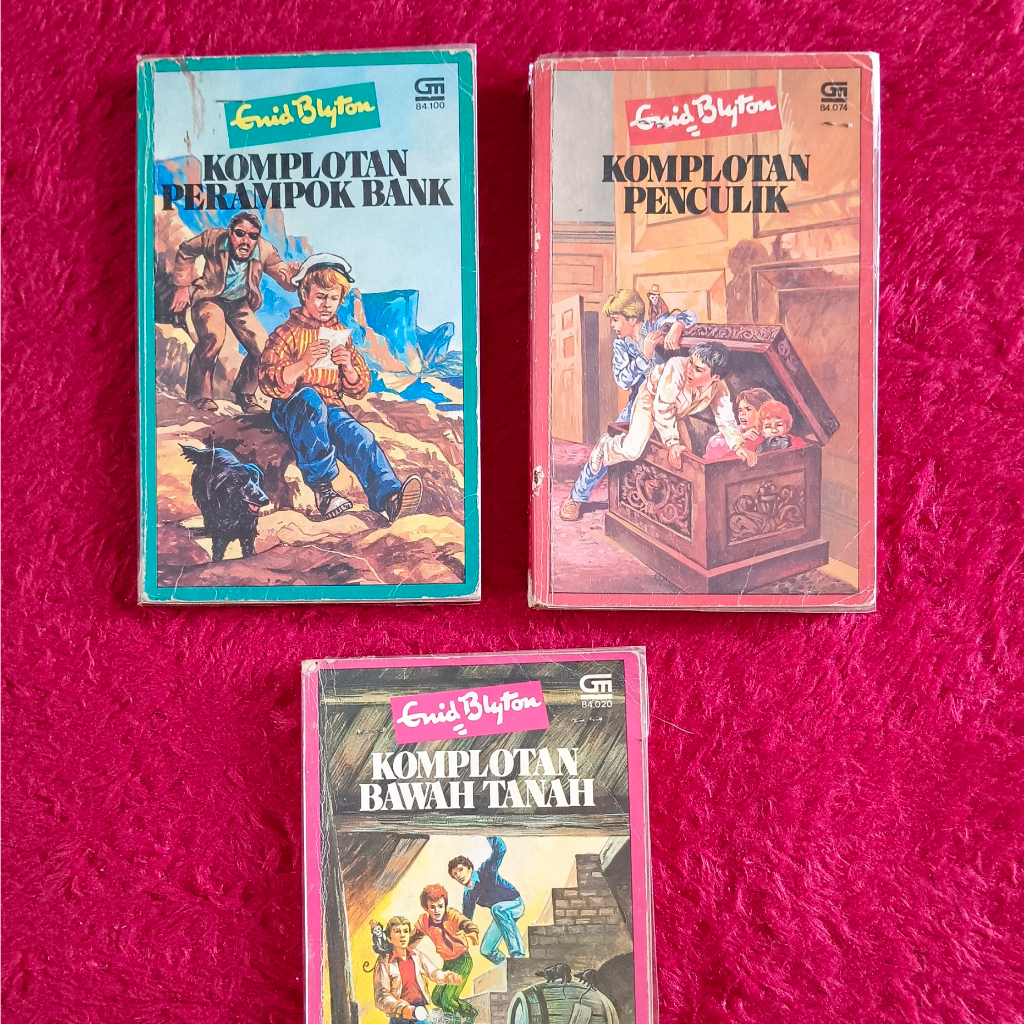 Enid Blyton
GM
84.100
KOMPLOTAN
PERAMPOK BANK
Enid Blyton
GM
84.074
KOMPLOTAN
PENCULIK
Enid Blyton
GM
84.020
KOMPLOTAN
BAWAH TANAH